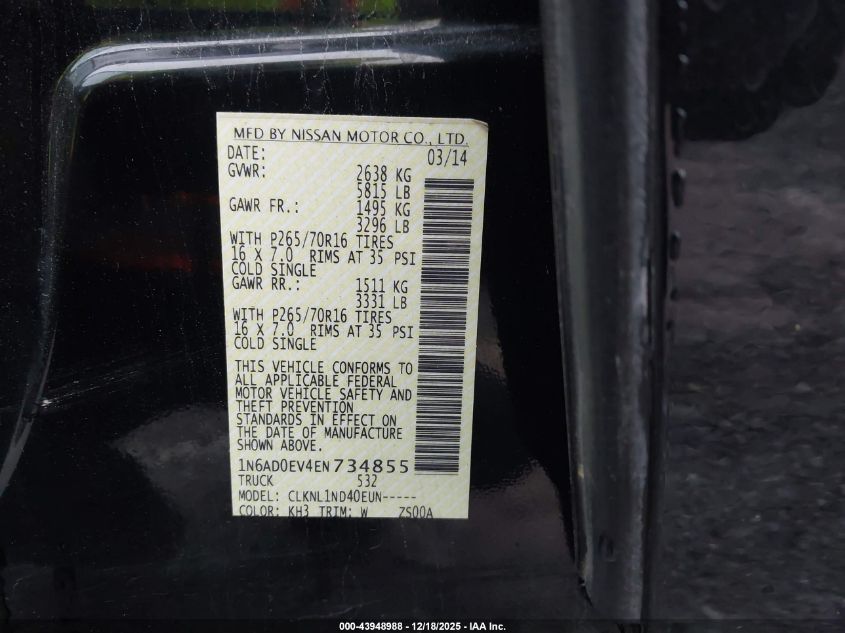 MFD BY NISSAN MOTOR CO., LTD.
DATE: 03/14
GVWR: 2638 KG
5815 LB
GAWR FR.: 1495 KG
3296 LB
WITH P265/70R16 TIRES
16 X 7.0 RIMS AT 35 PSI
COLD SINGLE
GAWR RR.: 1511 KG
3331 LB
WITH P265/70R16 TIRES
16 X 7.0 RIMS AT 35 PSI
COLD SINGLE
THIS VEHICLE CONFORMS TO
ALL APPLICABLE FEDERAL
MOTOR VEHICLE SAFETY AND
THEFT PREVENTION
STANDARDS IN EFFECT ON
THE DATE OF MANUFACTURE
SHOWN ABOVE.
1N6AD0EV4EN734855
TRUCK 532
MODEL: CLKNL1ND40EUN-----
COLOR: KH3 TRIM: W ZS00A
000-43948988 - 12/18/2025 - IAA Inc.